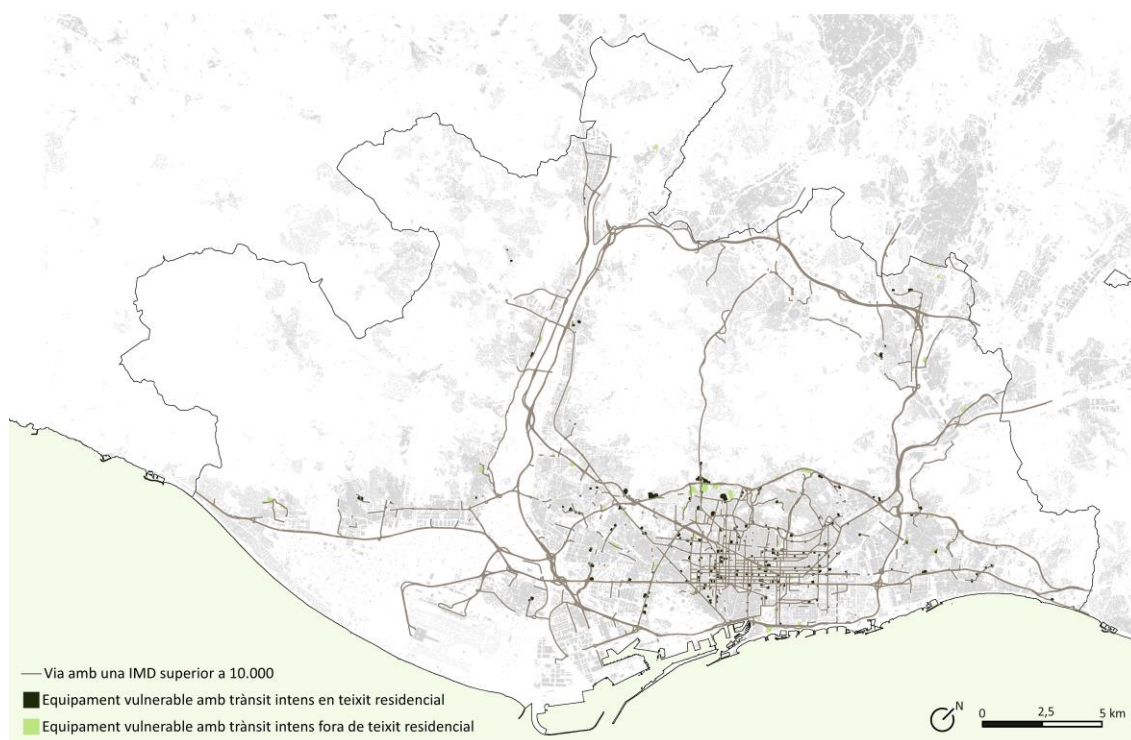 Via amb una IMD superior a 10.000
Equipament vulnerable amb trànsit intens en teixit residencial
Equipament vulnerable amb trànsit intens fora de teixit residencial
N
0 2,5 5 km